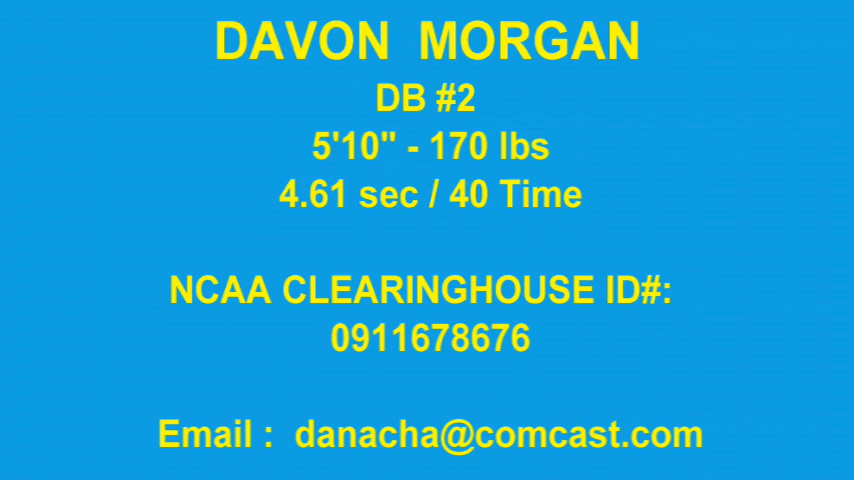 DAVON MORGAN
DB #2
5'10" - 170 lbs
4.61 sec / 40 Time
NCAA CLEARINGHOUSE ID#:
0911678676
Email : danacha@comcast.com